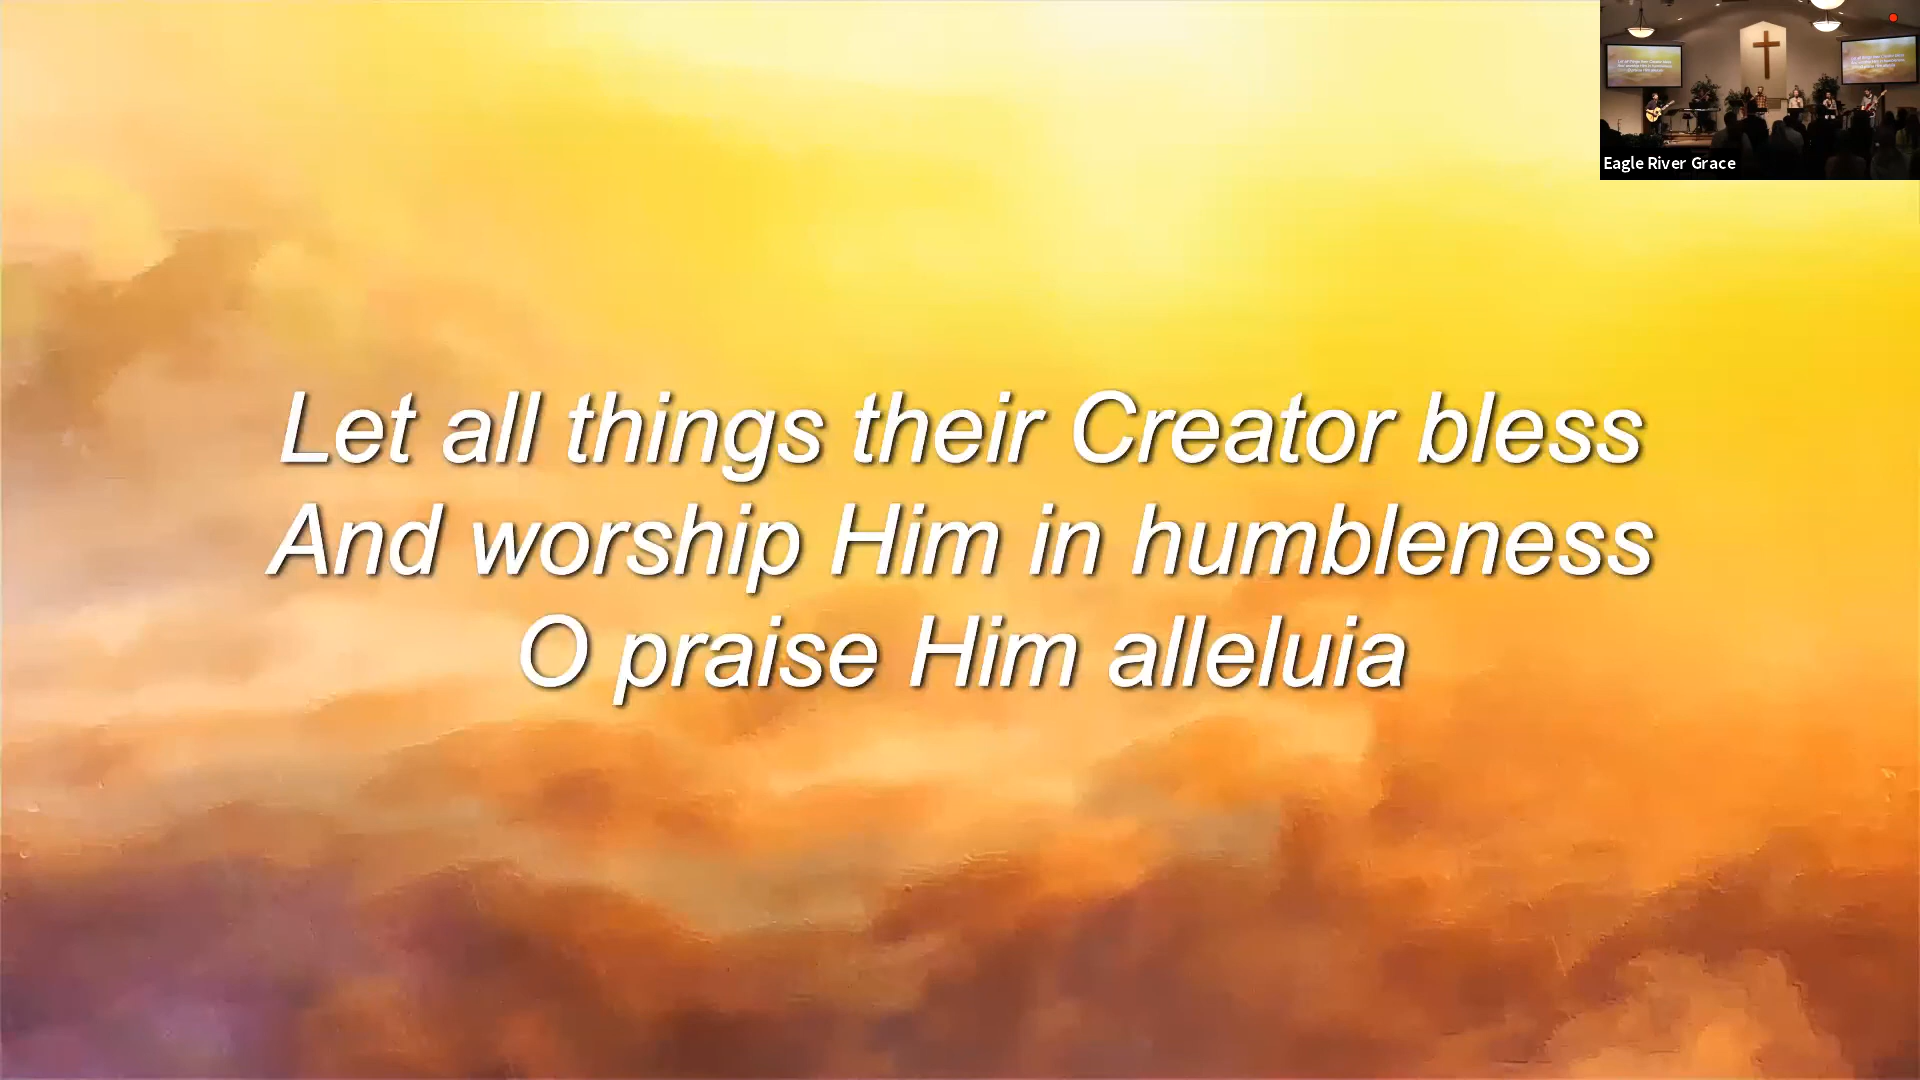 Let all things their Creator bless
And worship Him in humbleness
O praise Him alleluia
Eagle River Grace